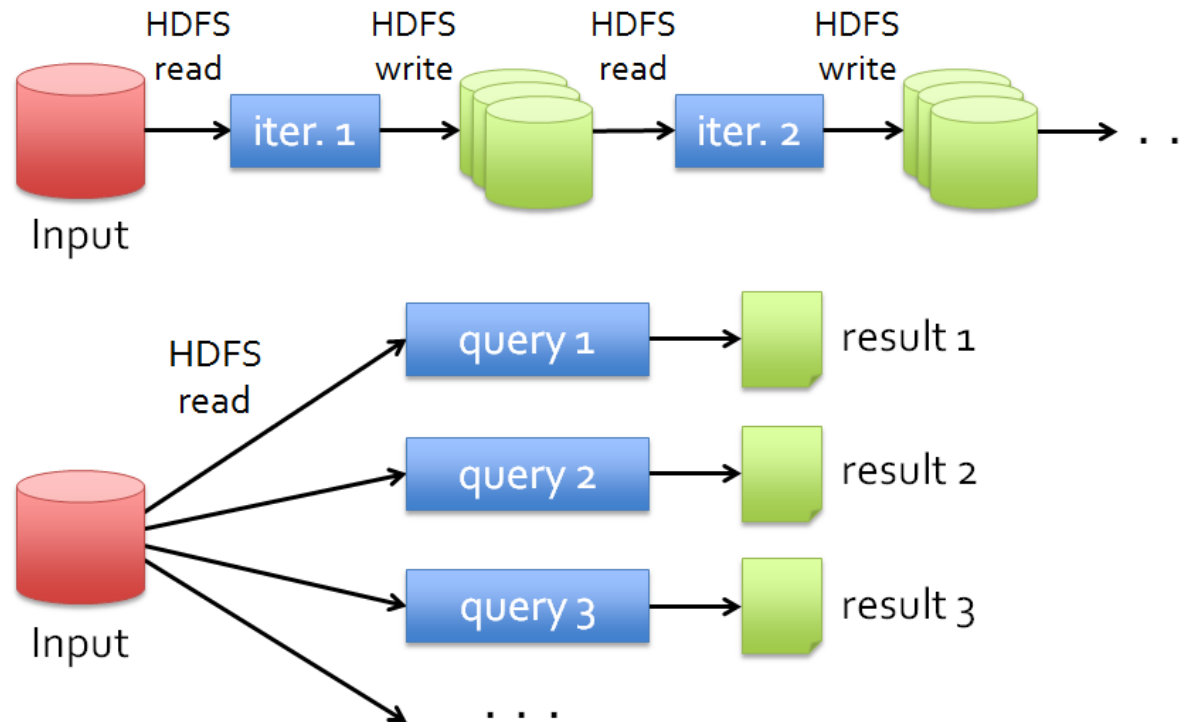 HDFS read
HDFS write
HDFS read
HDFS write
iter. 1
iter. 2
. .
Input
HDFS read
query 1
result 1
query 2
result 2
query 3
result 3
Input
. . .